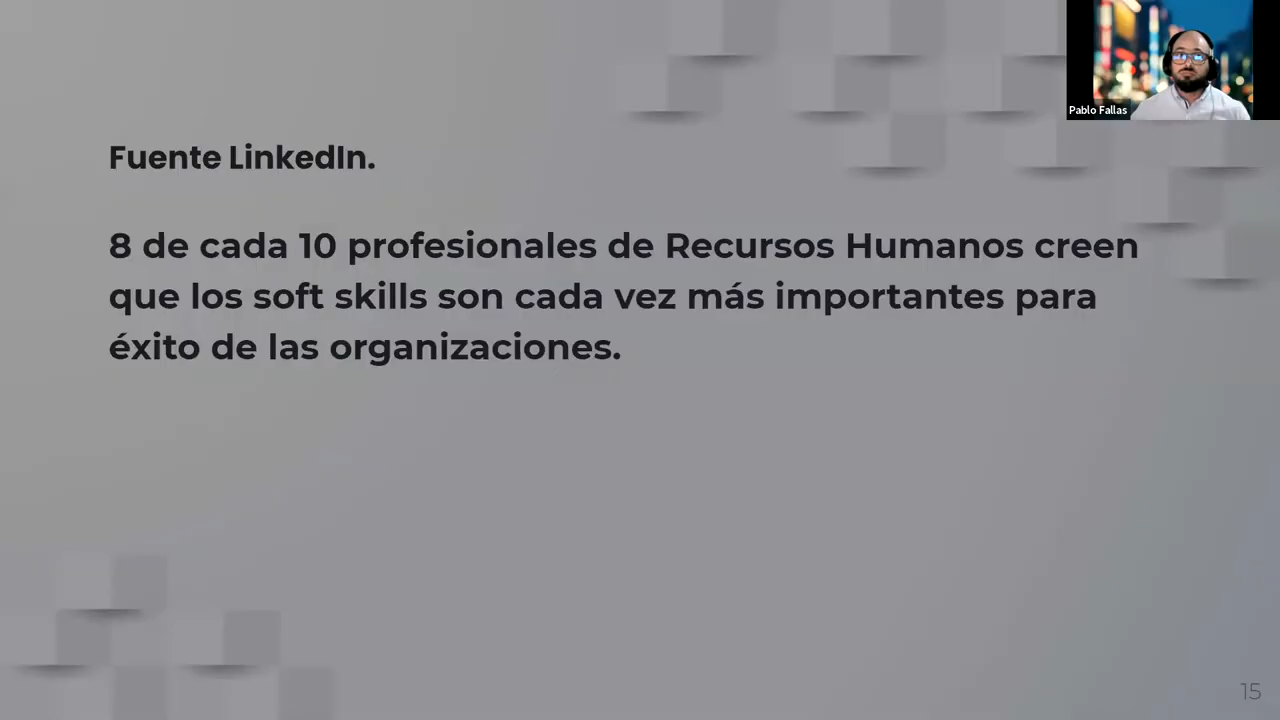 Pablo Fallas
Fuente LinkedIn.
8 de cada 10 profesionales de Recursos Humanos creen
que los soft skills son cada vez más importantes para
éxito de las organizaciones.
15